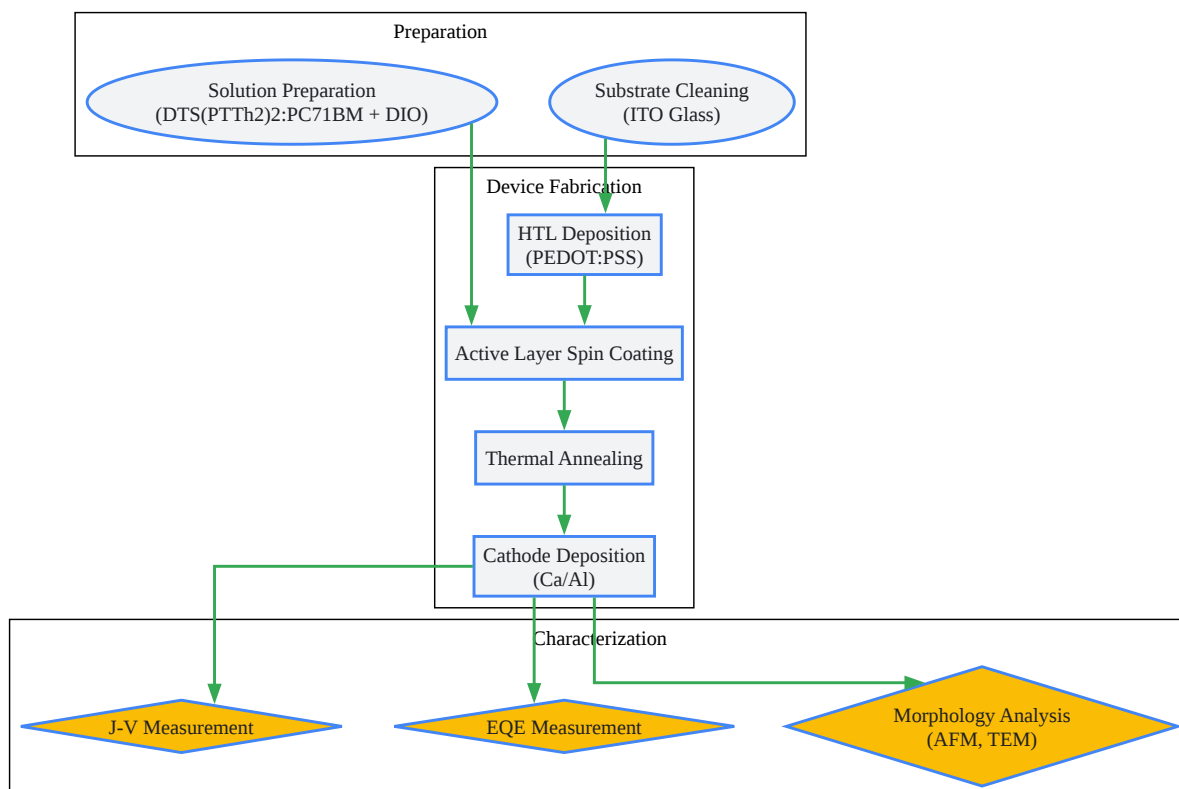 Preparation
Solution Preparation
(DTS(PTTh2)2:PC71BM + DIO)
Substrate Cleaning
(ITO Glass)
Device Fabrication
HTL Deposition
(PEDOT:PSS)
Active Layer Spin Coating
Thermal Annealing
Cathode Deposition
(Ca/Al)
Characterization
J-V Measurement
EQE Measurement
Morphology Analysis
(AFM, TEM)